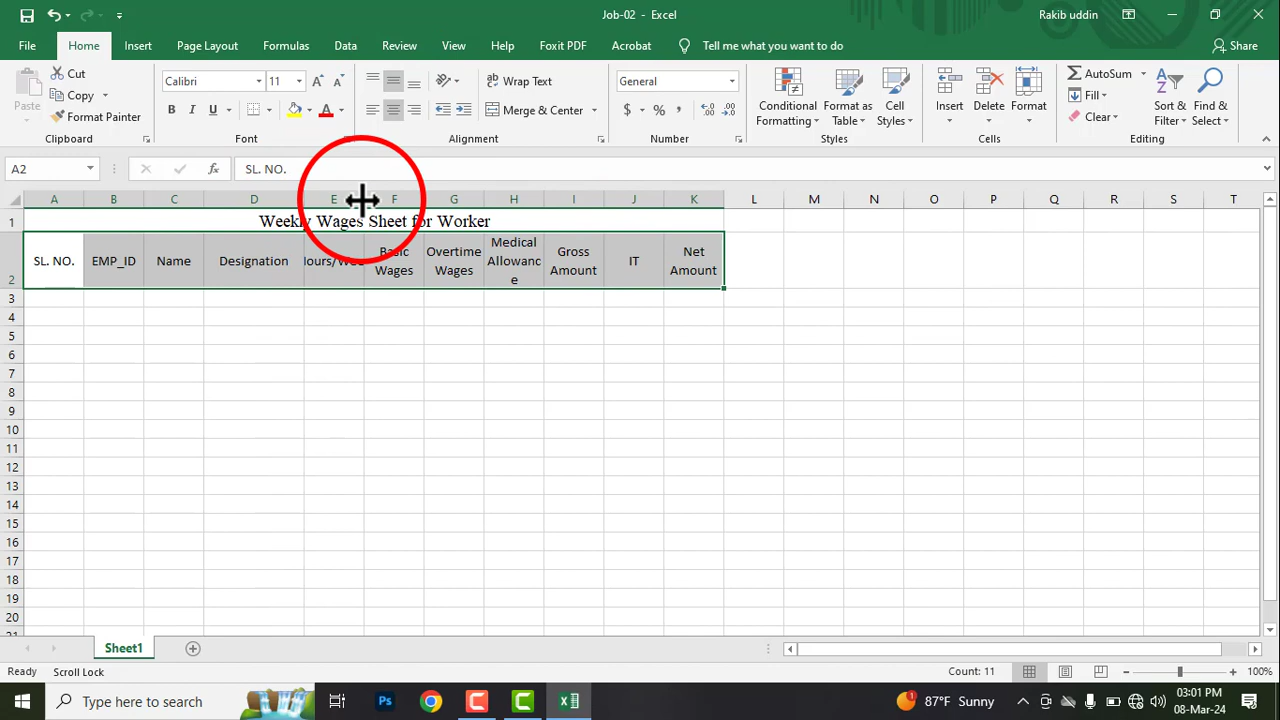 Job-02 - Excel
Rakib uddin
File Home Insert Page Layout Formulas Data Review View Help Foxit PDF Acrobat Tell me what you want to do Share
Paste
Cut
Copy
Format Painter
Clipboard
Calibri 11
B I U
Font
Wrap Text
Merge & Center
Alignment
General
$ %
Number
Conditional Formatting
Format as Table
Cell Styles
Styles
Insert Delete Format
Cells
AutoSum
Fill
Clear
Sort & Filter
Find & Select
Editing
A2 fx SL. NO.
A B C D E F G H I J K L M N O P Q R S T
1 Weekly Wages Sheet for Worker
2 SL. NO. EMP_ID Name Designation Basic Wages Overtime Wages Medical Allowance Gross Amount IT Net Amount
3
4
5
6
7
8
9
10
11
12
13
14
15
16
17
18
19
20
Sheet1
Ready Scroll Lock Count: 11 100%
Type here to search
Ps
1 87°F Sunny
03:01 PM
08-Mar-24